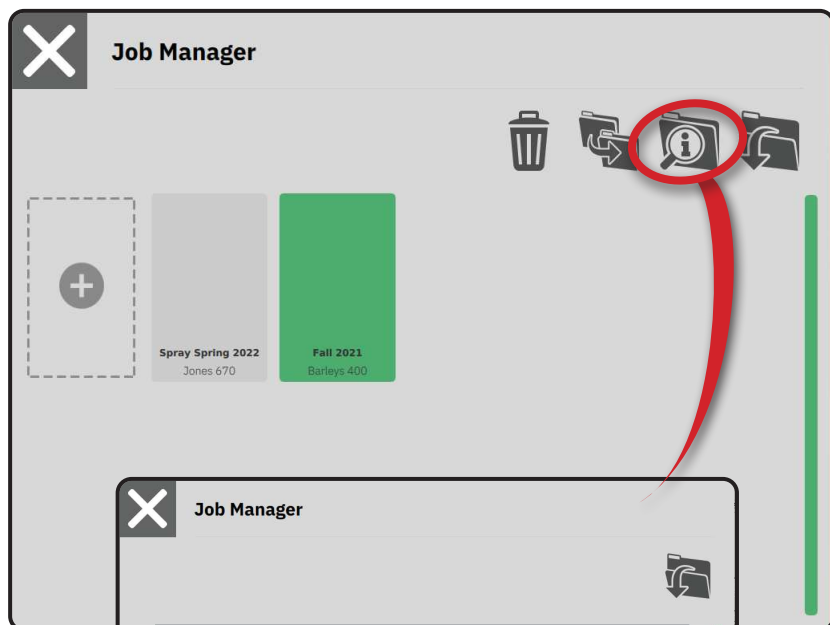 Job Manager
Spray Spring 2022
Jones 670
Fall 2021
Barleys 400
Job Manager